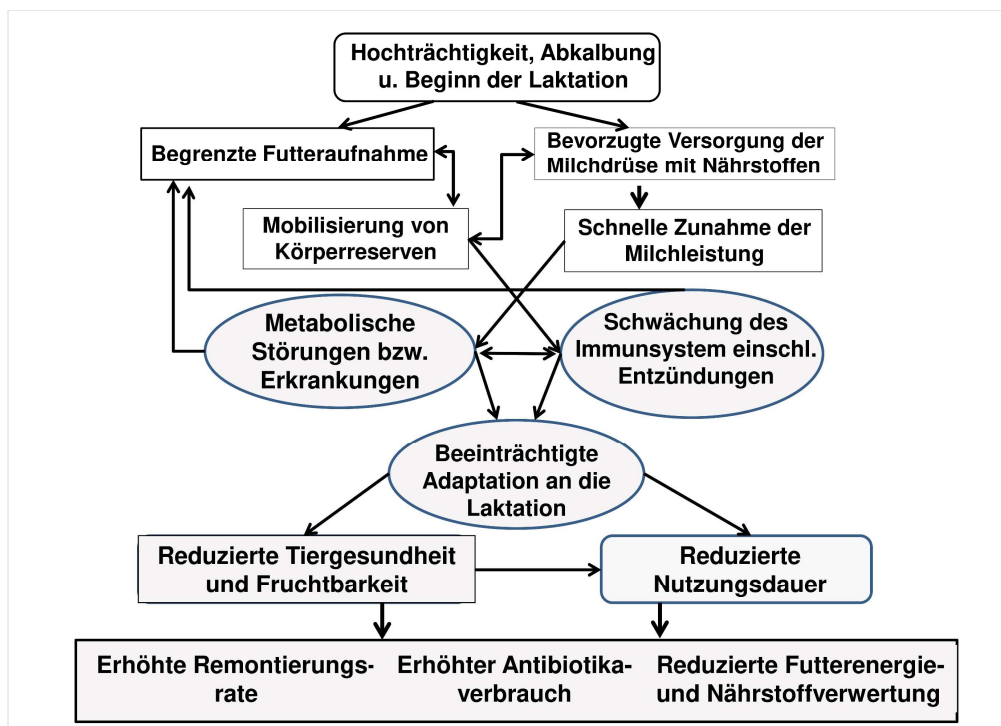 Hochträchtigkeit, Abkalbung
u. Beginn der Laktation
Begrenzte Futteraufnahme
Bevorzugte Versorgung der
Milchdrüse mit Nährstoffen
Mobilisierung von
Körperreserven
Schnelle Zunahme der
Milchleistung
Metabolische
Störungen bzw.
Erkrankungen
Schwächung des
Immunsystem einschl.
Entzündungen
Beeinträchtigte
Adaptation an die
Laktation
Reduzierte Tiergesundheit
und Fruchtbarkeit
Reduzierte
Nutzungsdauer
Erhöhte Remontierungs-
rate
Erhöhter Antibiotika-
verbrauch
Reduzierte Futterenergie-
und Nährstoffverwertung